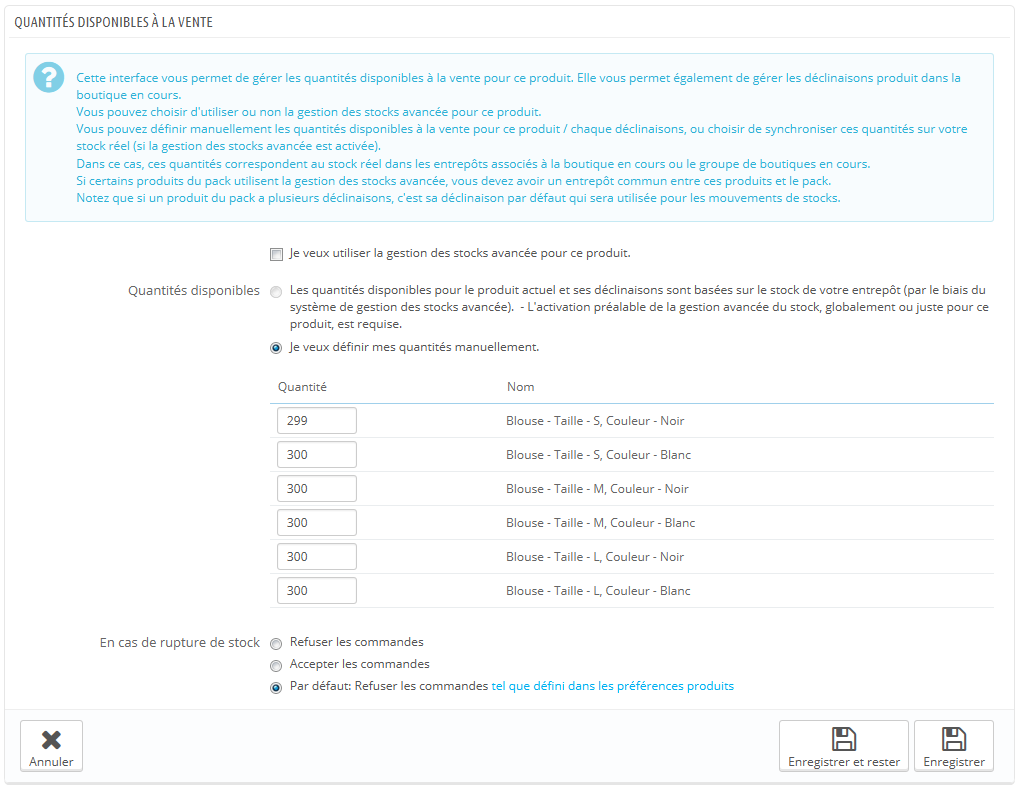 QUANTITÉS DISPONIBLES À LA VENTE
?
Cette interface vous permet de gérer les quantités disponibles à la vente pour ce produit. Elle vous permet également de gérer les déclinaisons produit dans la
boutique en cours.
Vous pouvez choisir d'utiliser ou non la gestion des stocks avancée pour ce produit.
Vous pouvez définir manuellement les quantités disponibles à la vente pour ce produit / chaque déclinaisons, ou choisir de synchroniser ces quantités sur votre
stock réel (si la gestion des stocks avancée est activée).
Dans ce cas, ces quantités correspondent au stock réel dans les entrepôts associés à la boutique en cours ou le groupe de boutiques en cours.
Si certains produits du pack utilisent la gestion des stocks avancée, vous devez avoir un entrepôt commun entre ces produits et le pack.
Notez que si un produit du pack a plusieurs déclinaisons, c'est sa déclinaison par défaut qui sera utilisée pour les mouvements de stocks.
Je veux utiliser la gestion des stocks avancée pour ce produit.
Quantités disponibles
Les quantités disponibles pour le produit actuel et ses déclinaisons sont basées sur le stock de votre entrepôt (par le biais du
système de gestion des stocks avancée). - L'activation préalable de la gestion avancée du stock, globalement ou juste pour ce
produit, est requise.
Je veux définir mes quantités manuellement.
Quantité Nom
299 Blouse - Taille - S, Couleur - Noir
300 Blouse - Taille - S, Couleur - Blanc
300 Blouse - Taille - M, Couleur - Noir
300 Blouse - Taille - M, Couleur - Blanc
300 Blouse - Taille - L, Couleur - Noir
300 Blouse - Taille - L, Couleur - Blanc
En cas de rupture de stock
Refuser les commandes
Accepter les commandes
Par défaut: Refuser les commandes tel que défini dans les préférences produits
Annuler Enregistrer et rester Enregistrer